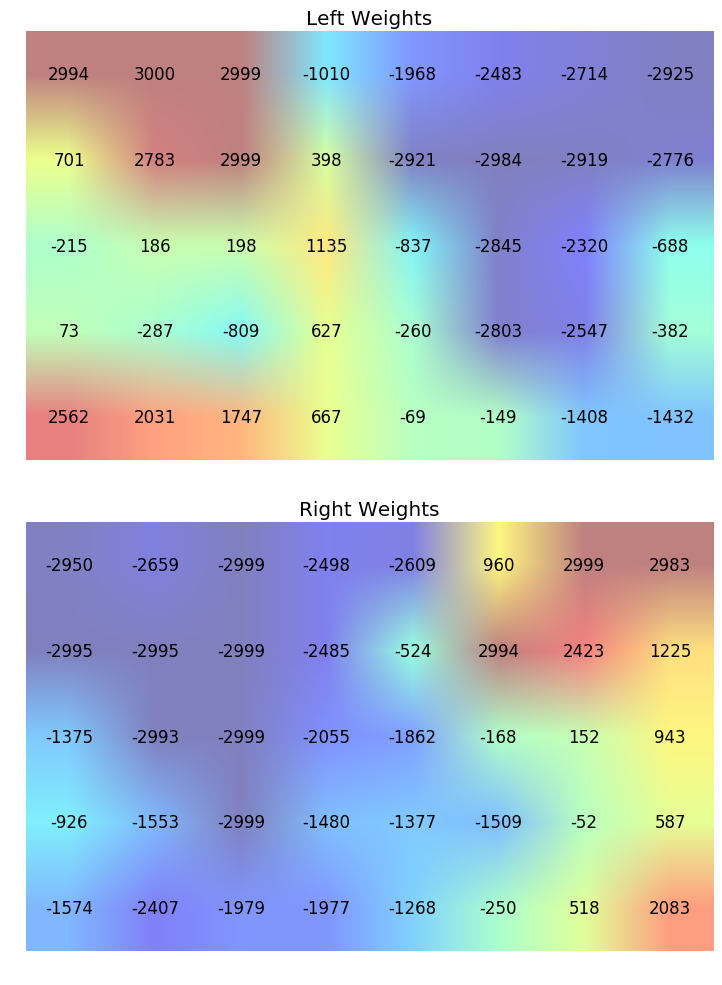 Left Weights
2994 3000 2999 -1010 -1968 -2483 -2714 -2925
701 2783 2999 398 -2921 -2984 -2919 -2776
-215 186 198 1135 -837 -2845 -2320 -688
73 -287 -809 627 -260 -2803 -2547 -382
2562 2031 1747 667 -69 -149 -1408 -1432
Right Weights
-2950 -2659 -2999 -2498 -2609 960 2999 2983
-2995 -2995 -2999 -2485 -524 2994 2423 1225
-1375 -2993 -2999 -2055 -1862 -168 152 943
-926 -1553 -2999 -1480 -1377 -1509 -52 587
-1574 -2407 -1979 -1977 -1268 -250 518 2083